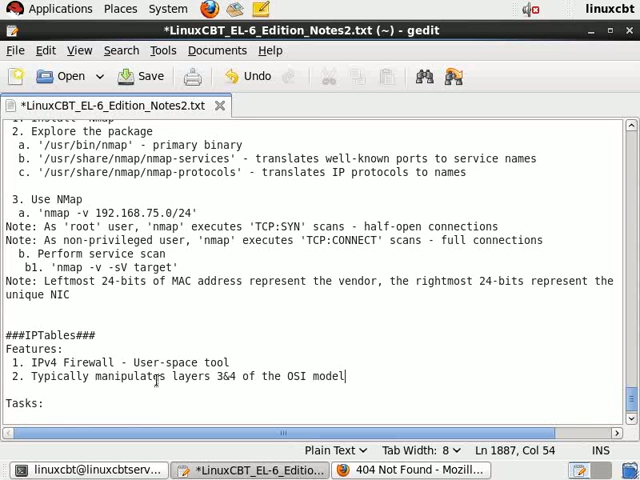 Applications Places System linuxcbt
*LinuxCBT_EL-6_Edition_Notes2.txt (~) - gedit
File Edit View Search Tools Documents Help
Open Save Undo
*LinuxCBT_EL-6_Edition_Notes2.txt
1. Install 'Nmap'
2. Explore the package
a. '/usr/bin/nmap' - primary binary
b. '/usr/share/nmap/nmap-services' - translates well-known ports to service names
c. '/usr/share/nmap/nmap-protocols' - translates IP protocols to names
3. Use NMap
a. 'nmap -v 192.168.75.0/24'
Note: As 'root' user, 'nmap' executes 'TCP:SYN' scans - half-open connections
Note: As non-privileged user, 'nmap' executes 'TCP:CONNECT' scans - full connections
b. Perform service scan
b1. 'nmap -v -sV target'
Note: Leftmost 24-bits of MAC address represent the vendor, the rightmost 24-bits represent the
unique NIC
###IPTables###
Features:
1. IPv4 Firewall - User-space tool
2. Typically manipulates layers 3&4 of the OSI model
Tasks:
Plain Text Tab Width: 8 Ln 1887, Col 54 INS
linuxcbt@linuxcbtserv... *LinuxCBT_EL-6_Editio... 404 Not Found - Mozill...